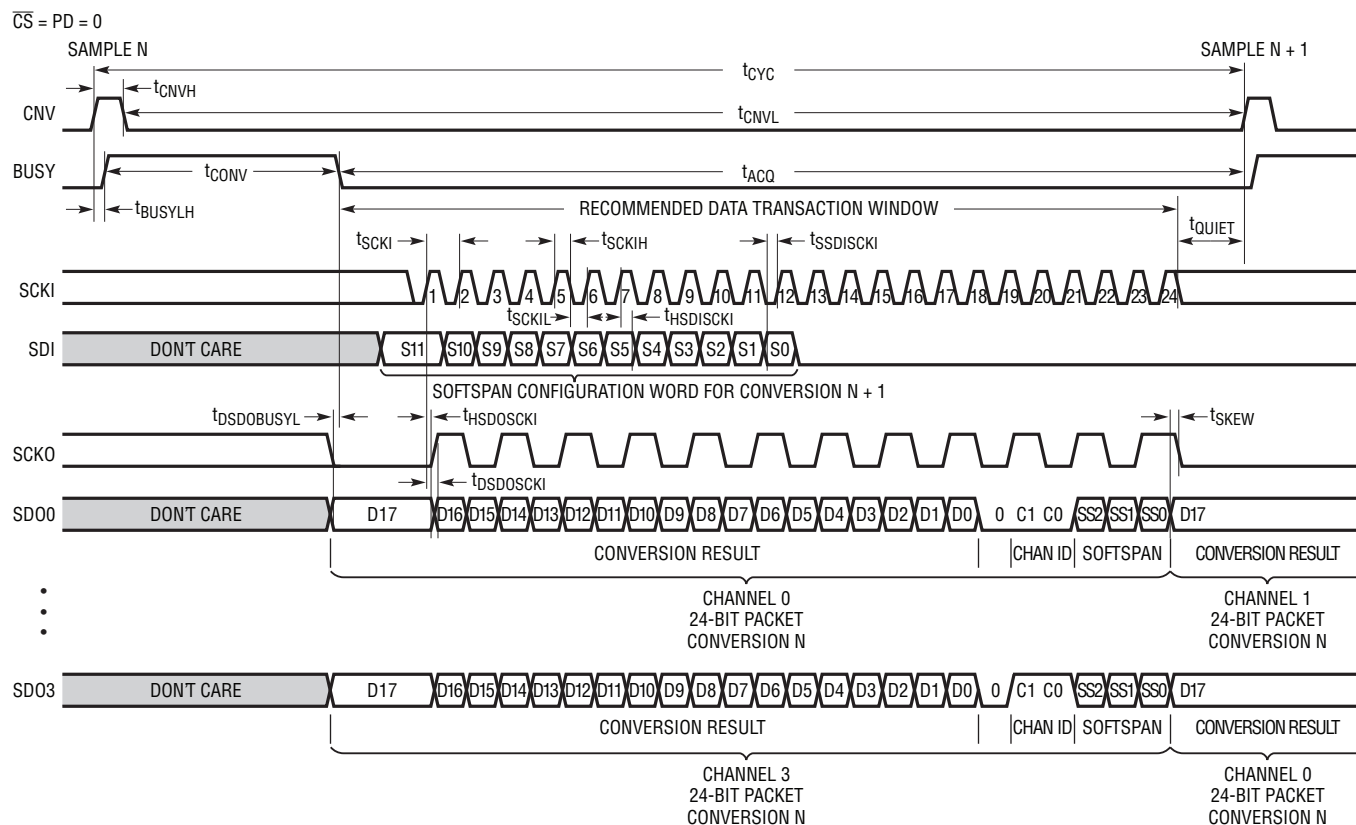 CS = PD = 0
SAMPLE N SAMPLE N + 1
tCYC
tCNVH
CNV tCNVL
BUSY tCONV tACQ
tBUSYLH RECOMMENDED DATA TRANSACTION WINDOW
tSCKI tSCKIH tSSDISCKI tQUIET
SCKI 1 2 3 4 5 6 7 8 9 10 11 12 13 14 15 16 17 18 19 20 21 22 23 24
tSCKIL tHSDISCKI
SDI DON'T CARE S11 S10 S9 S8 S7 S6 S5 S4 S3 S2 S1 S0
SOFTSPAN CONFIGURATION WORD FOR CONVERSION N + 1
tDSDOBUSYL tHSDOSCKI tSKEW
SCKO
tDSDOSCKI
SDO0 DON'T CARE D17 D16 D15 D14 D13 D12 D11 D10 D9 D8 D7 D6 D5 D4 D3 D2 D1 D0 0 C1 C0 SS2 SS1 SS0 D17
CONVERSION RESULT CHAN ID SOFTSPAN CONVERSION RESULT
CHANNEL 0 CHANNEL 1
24-BIT PACKET 24-BIT PACKET
CONVERSION N CONVERSION N
SDO3 DON'T CARE D17 D16 D15 D14 D13 D12 D11 D10 D9 D8 D7 D6 D5 D4 D3 D2 D1 D0 0 C1 C0 SS2 SS1 SS0 D17
CONVERSION RESULT CHAN ID SOFTSPAN CONVERSION RESULT
CHANNEL 3 CHANNEL 0
24-BIT PACKET 24-BIT PACKET
CONVERSION N CONVERSION N